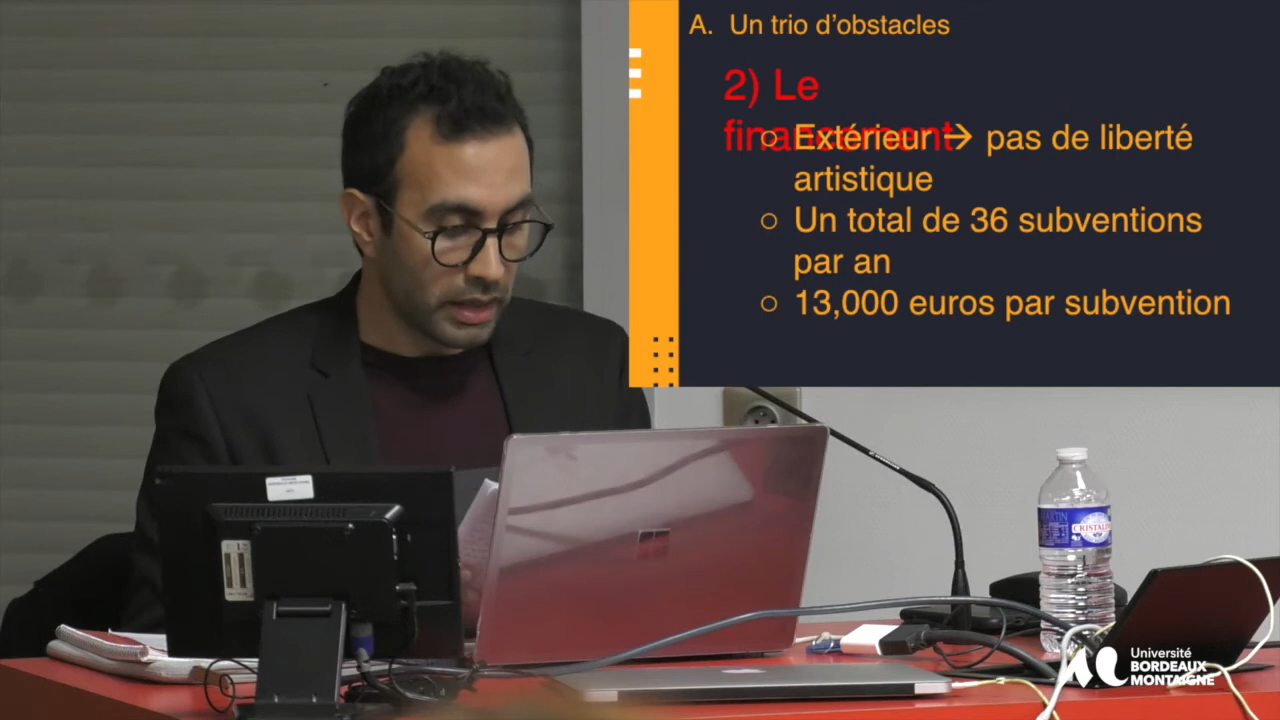 A. Un trio d'obstacles
2) Le
financement
○ Extérieur → pas de liberté
artistique
○ Un total de 36 subventions
par an
○ 13,000 euros par subvention
CRISTALINE
Université
BORDEAUX
MONTAIGNE